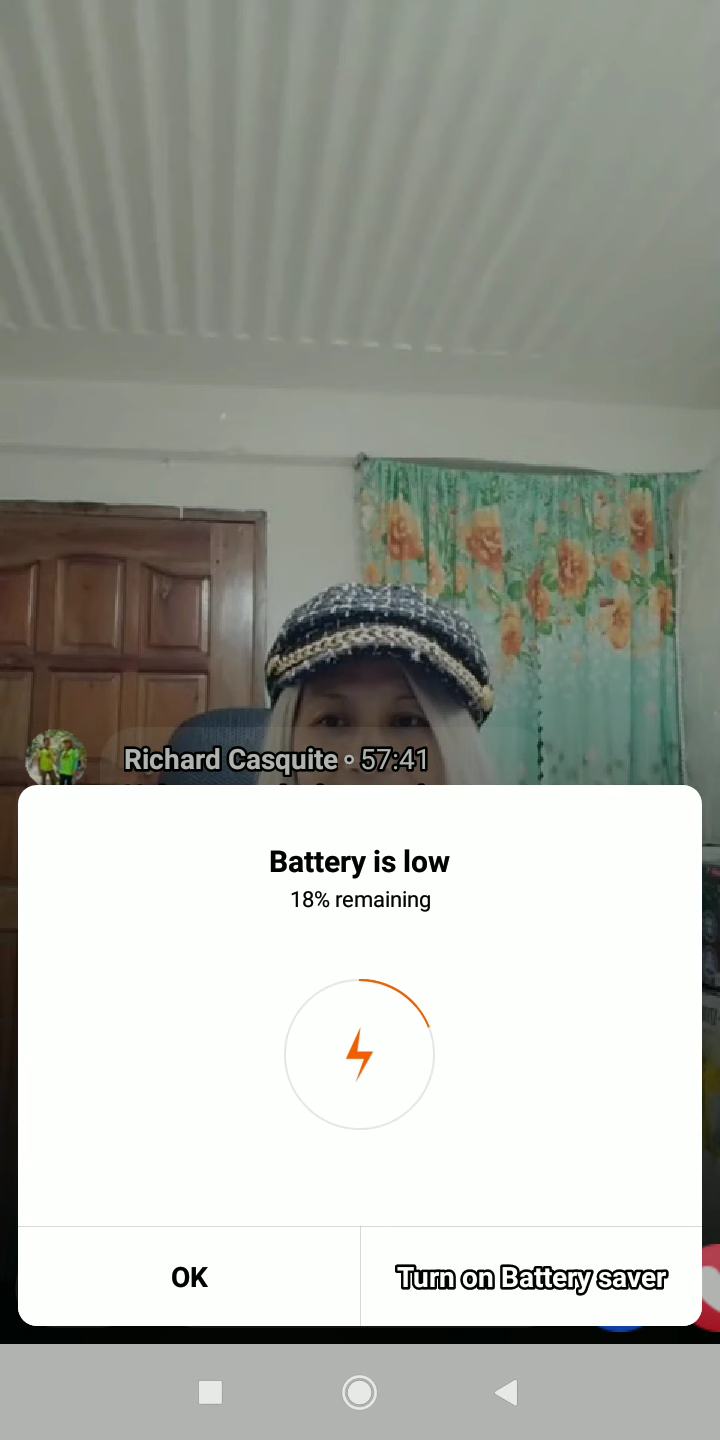 Richard Casquite • 57:41
Battery is low
18% remaining
OK
Turn on Battery saver